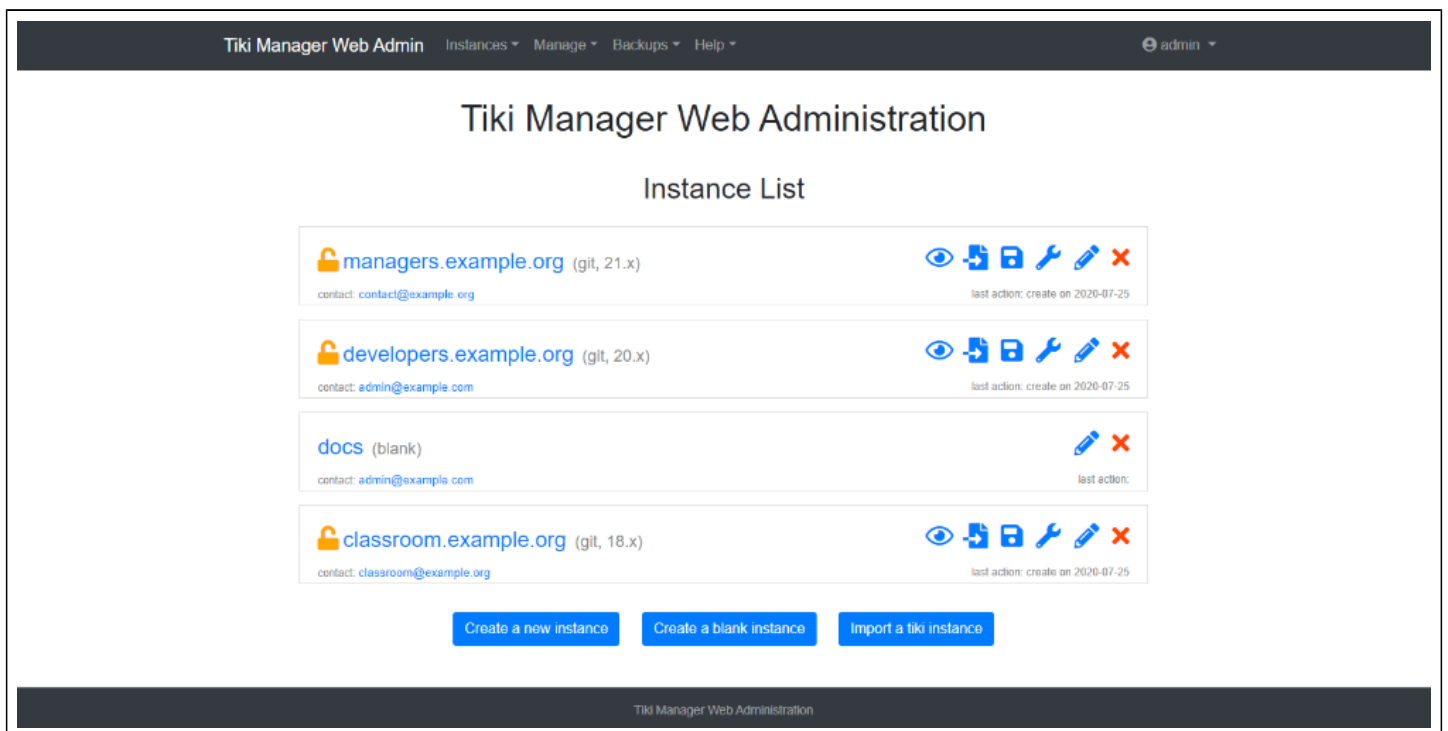 Tiki Manager Web Admin Instances Manage Backups Help admin
Tiki Manager Web Administration
Instance List
managers.example.org (git, 21.x)
contact: contact@example.org last action: create on 2020-07-25
developers.example.org (git, 20.x)
contact: admin@example.com last action: create on 2020-07-25
docs (blank)
contact: admin@example.com last action:
classroom.example.org (git, 18.x)
contact: classroom@example.org last action: create on 2020-07-25
Create a new instance Create a blank instance Import a tiki instance
Tiki Manager Web Administration